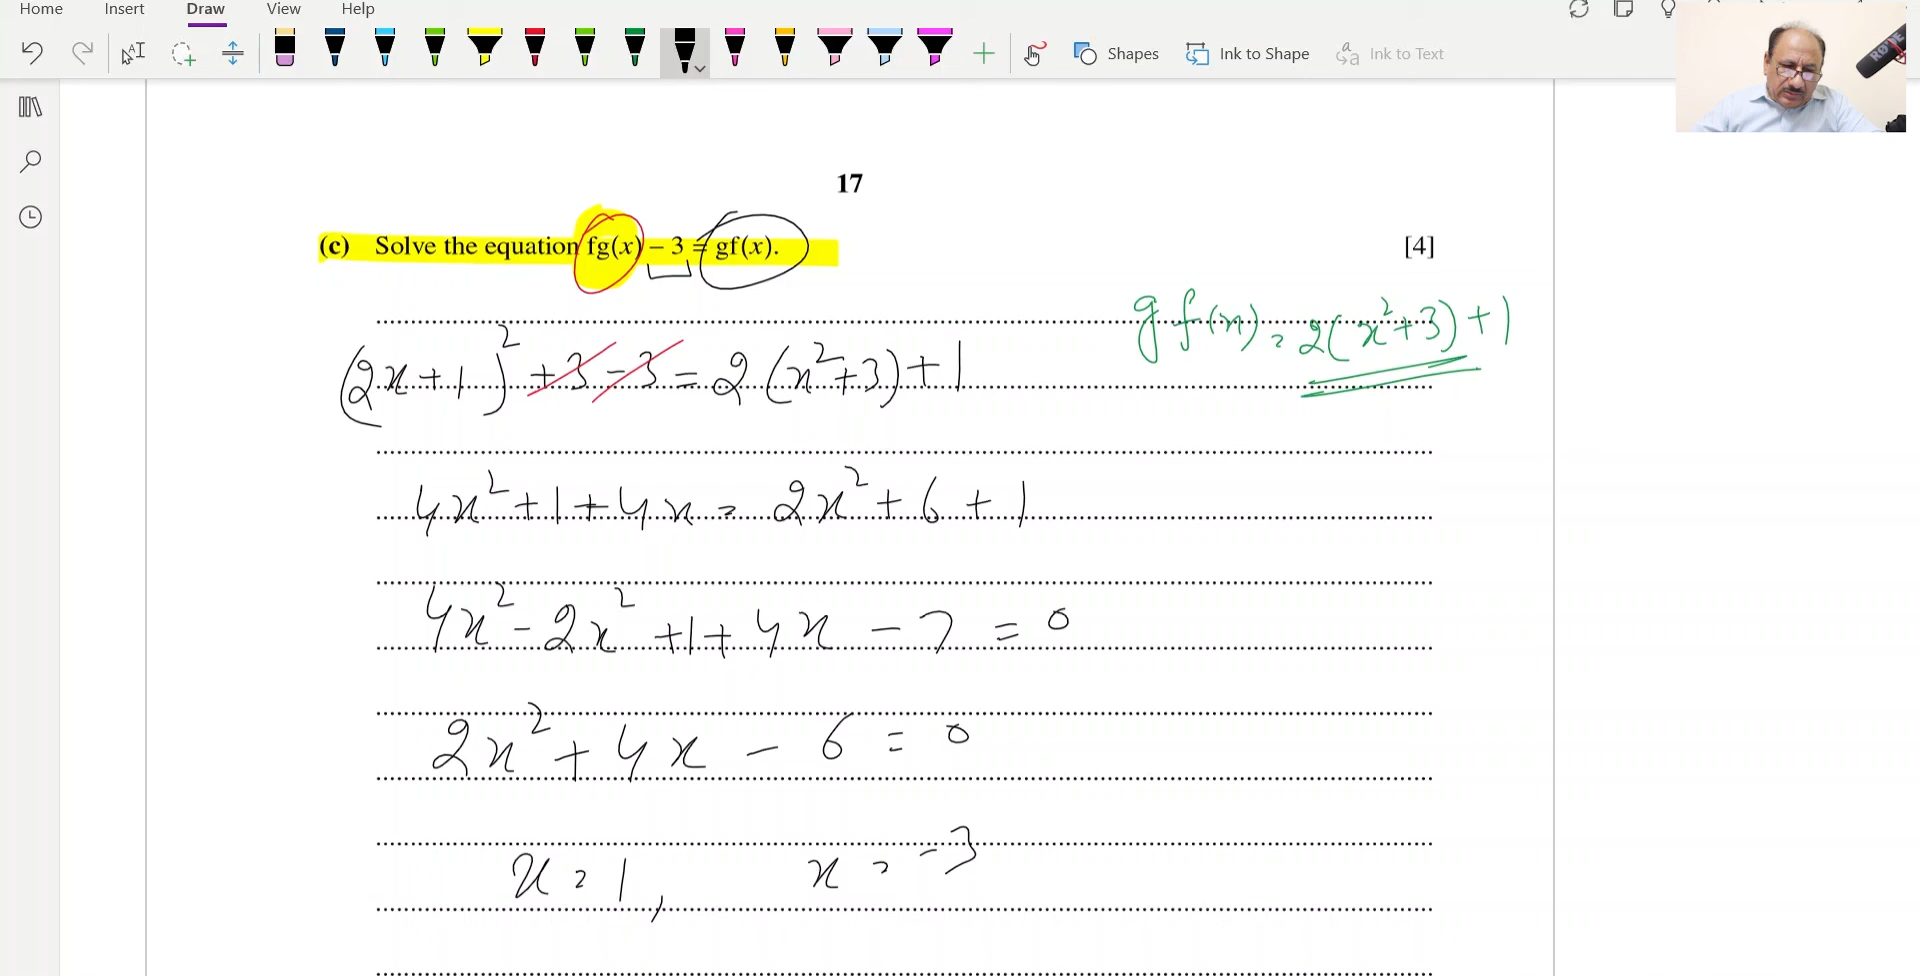 Home Insert Draw View Help
Shapes Ink to Shape Ink to Text
RØDE
17
(c) Solve the equation fg(x) – 3 = gf(x). [4]
gf(x) = 2(x²+3)+1
(2x+1)² +3 -3 = 2(x²+3)+1
4x²+1+4x = 2x²+6+1
4x²-2x²+1+4x-7=0
2x²+4x-6=0
x=1, x=-3